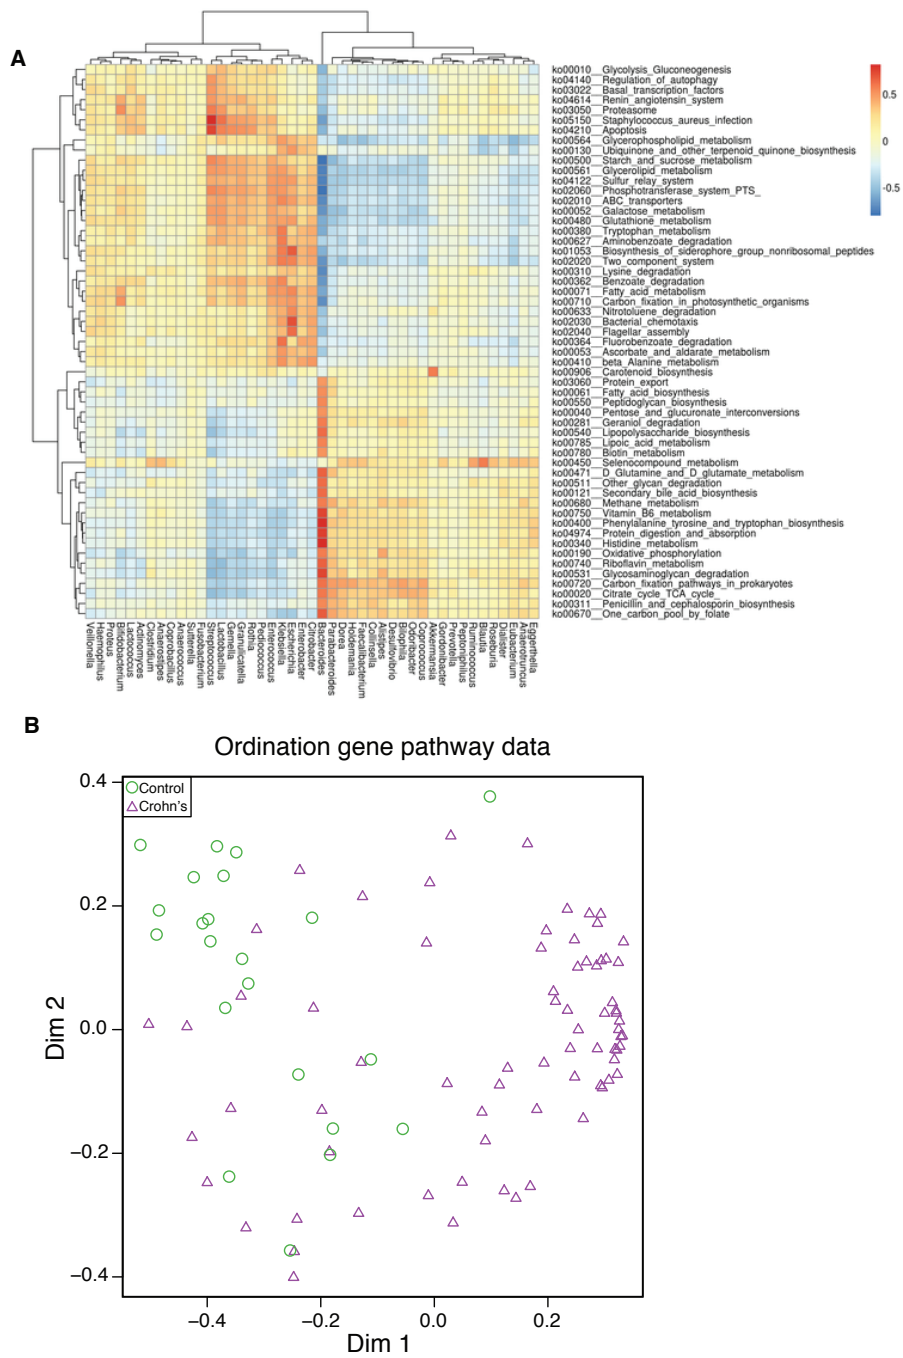 A
ko00010__Glycolysis_Gluconeogenesis
ko04140__Regulation_of_autophagy
ko03022__Basal_transcription_factors
ko04614__Renin_angiotensin_system
ko03050__Proteasome
ko05150__Staphylococcus_aureus_infection
ko04210__Apoptosis
ko00564__Glycerophospholipid_metabolism
ko00130__Ubiquinone_and_other_terpenoid_quinone_biosynthesis
ko00500__Starch_and_sucrose_metabolism
ko00561__Glycerolipid_metabolism
ko04122__Sulfur_relay_system
ko02060__Phosphotransferase_system_PTS_
ko02010__ABC_transporters
ko00052__Galactose_metabolism
ko00480__Glutathione_metabolism
ko00380__Tryptophan_metabolism
ko00627__Aminobenzoate_degradation
ko01053__Biosynthesis_of_siderophore_group_nonribosomal_peptides
ko02020__Two_component_system
ko00310__Lysine_degradation
ko00362__Benzoate_degradation
ko00071__Fatty_acid_metabolism
ko00710__Carbon_fixation_in_photosynthetic_organisms
ko00633__Nitrotoluene_degradation
ko02030__Bacterial_chemotaxis
ko02040__Flagellar_assembly
ko00364__Fluorobenzoate_degradation
ko00053__Ascorbate_and_aldarate_metabolism
ko00410__beta_Alanine_metabolism
ko00906__Carotenoid_biosynthesis
ko03060__Protein_export
ko00061__Fatty_acid_biosynthesis
ko00550__Peptidoglycan_biosynthesis
ko00040__Pentose_and_glucuronate_interconversions
ko00281__Geraniol_degradation
ko00540__Lipopolysaccharide_biosynthesis
ko00785__Lipoic_acid_metabolism
ko00780__Biotin_metabolism
ko00450__Selenocompound_metabolism
ko00471__D_Glutamine_and_D_glutamate_metabolism
ko00511__Other_glycan_degradation
ko00121__Secondary_bile_acid_biosynthesis
ko00680__Methane_metabolism
ko00750__Vitamin_B6_metabolism
ko00400__Phenylalanine_tyrosine_and_tryptophan_biosynthesis
ko04974__Protein_digestion_and_absorption
ko00340__Histidine_metabolism
ko00190__Oxidative_phosphorylation
ko00740__Riboflavin_metabolism
ko00531__Glycosaminoglycan_degradation
ko00720__Carbon_fixation_pathways_in_prokaryotes
ko00020__Citrate_cycle_TCA_cycle_
ko00311__Penicillin_and_cephalosporin_biosynthesis
ko00670__One_carbon_pool_by_folate
0.5
0
-0.5
Veillonella
Haemophilus
Proteus
Bifidobacterium
Lactococcus
Actinomyces
Clostridium
Anaerostipes
Coprobacillus
Anaerococcus
Sutterella
Fusobacterium
Streptococcus
Lactobacillus
Gemella
Granulicatella
Rothia
Pediococcus
Enterococcus
Klebsiella
Escherichia
Enterobacter
Citrobacter
Bacteroides
Parabacteroides
Dorea
Holdemania
Faecalibacterium
Collinsella
Alistipes
Desulfovibrio
Bilophila
Odoribacter
Coprococcus
Akkermansia
Gordonibacter
Prevotella
Peptoniphilus
Ruminococcus
Blautia
Roseburia
Dialister
Eubacterium
Anaerotruncus
Eggerthella
B
Ordination gene pathway data
Control
Crohn's
0.4
0.2
0.0
−0.2
−0.4
Dim 2
−0.4
−0.2
0.0
0.2
Dim 1